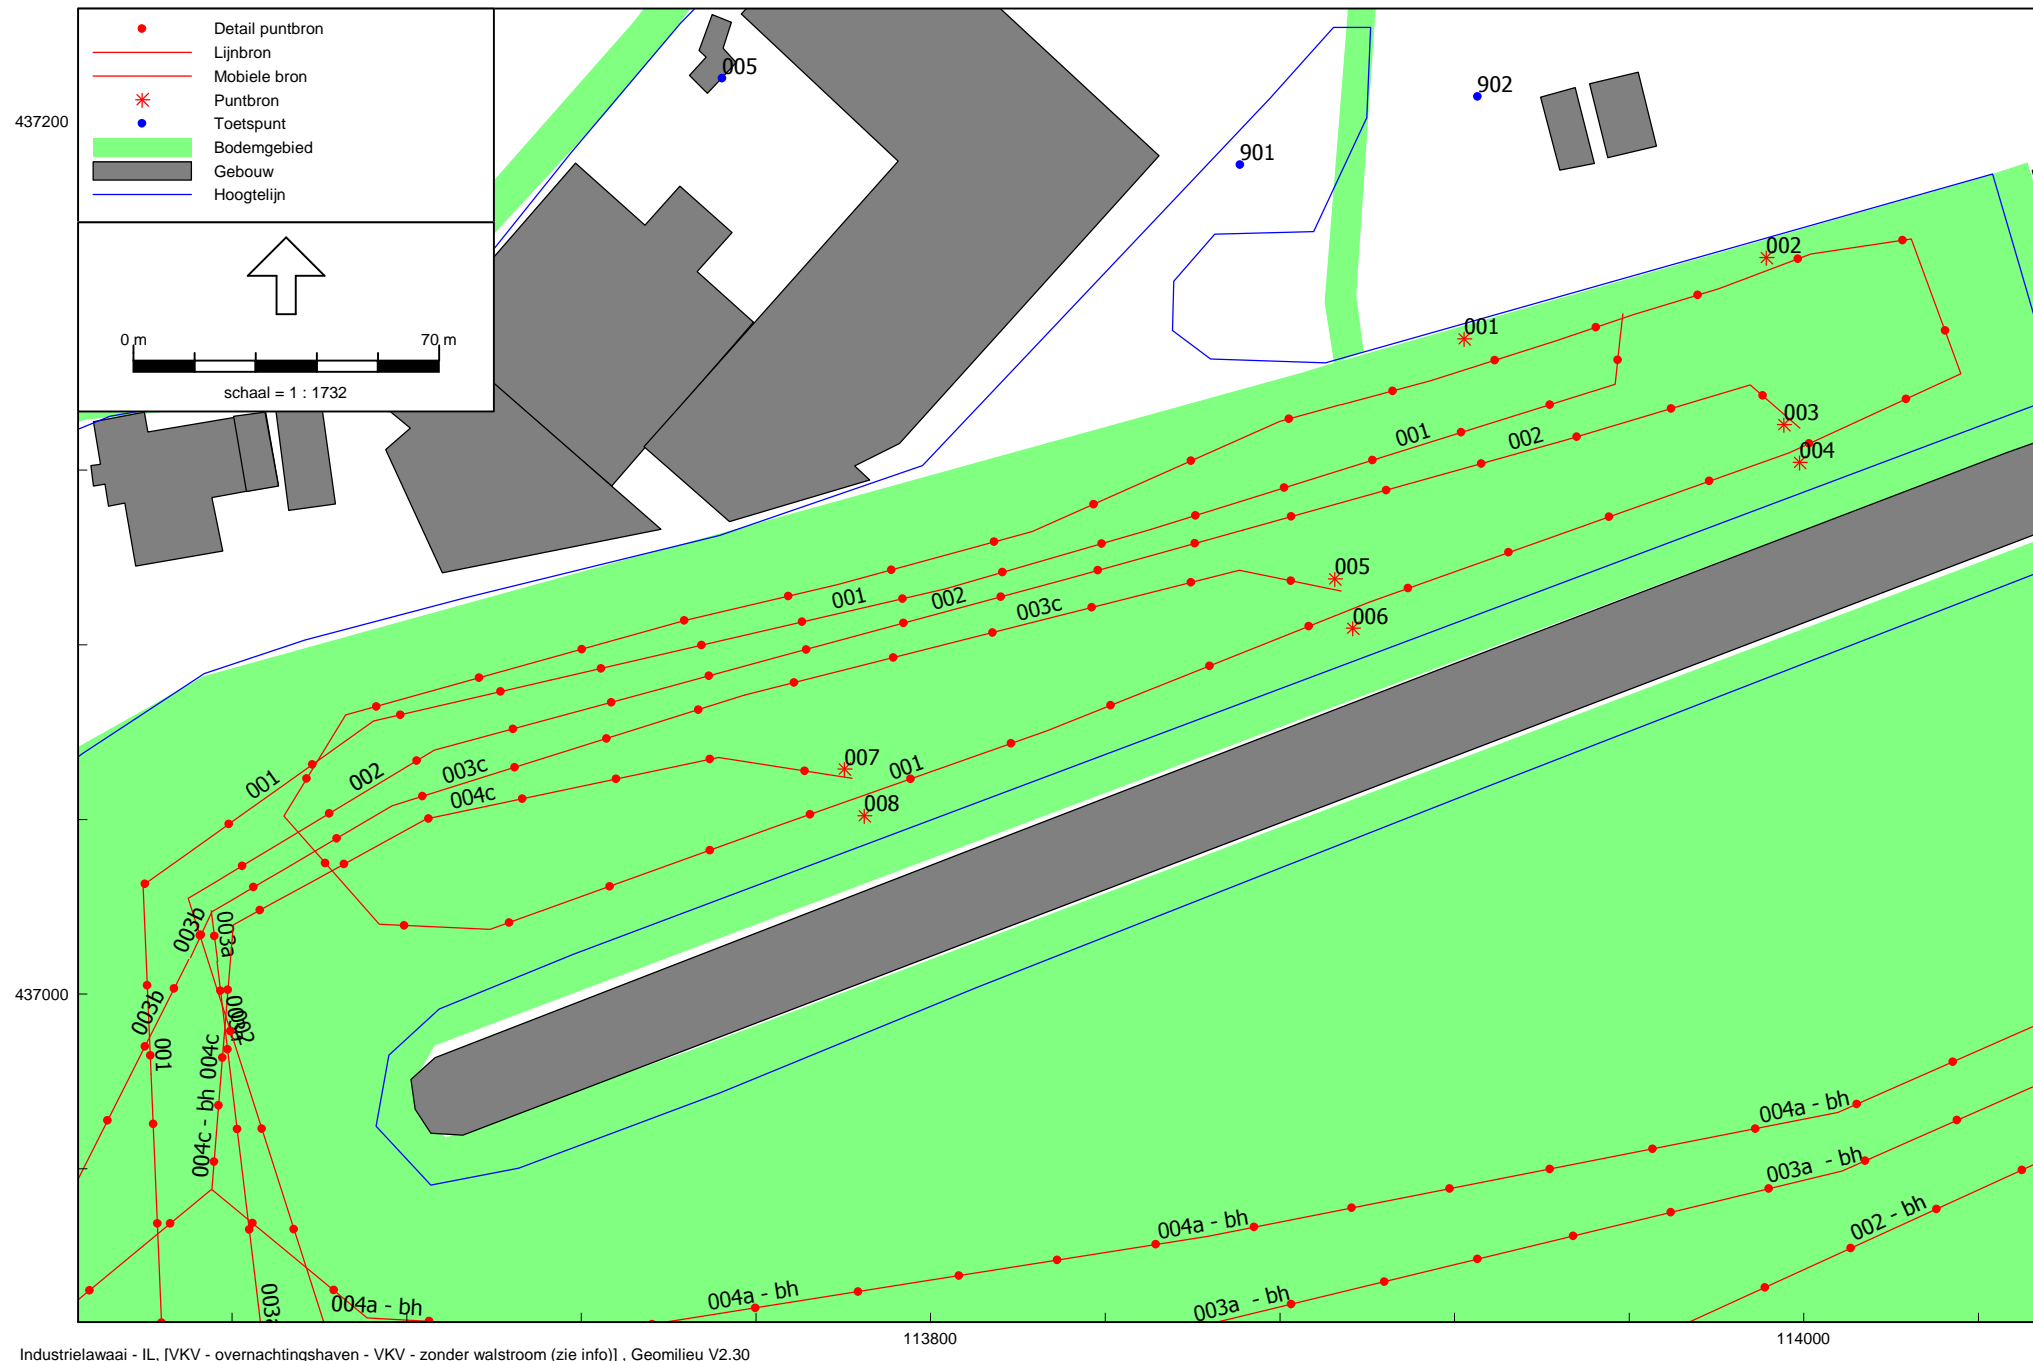 Detail puntbron
Lijnbron
Mobiele bron
Puntbron
Toetspunt
Bodemgebied
Gebouw
Hoogtelijn
0 m
70 m
schaal = 1 : 1732
437200
005
902
901
002
001
003
004
001
002
005
001
002
003c
006
007
001
001
002
003c
004c
008
003b
003a
437000
003b
002
001
004c
004c - bh
004a - bh
003a - bh
002 - bh
004a - bh
004a - bh
004a - bh
003a - bh
113800
114000
Industrielawaai - IL, [VKV - overnachtingshaven - VKV - zonder walstroom (zie info)] , Geomilieu V2.30